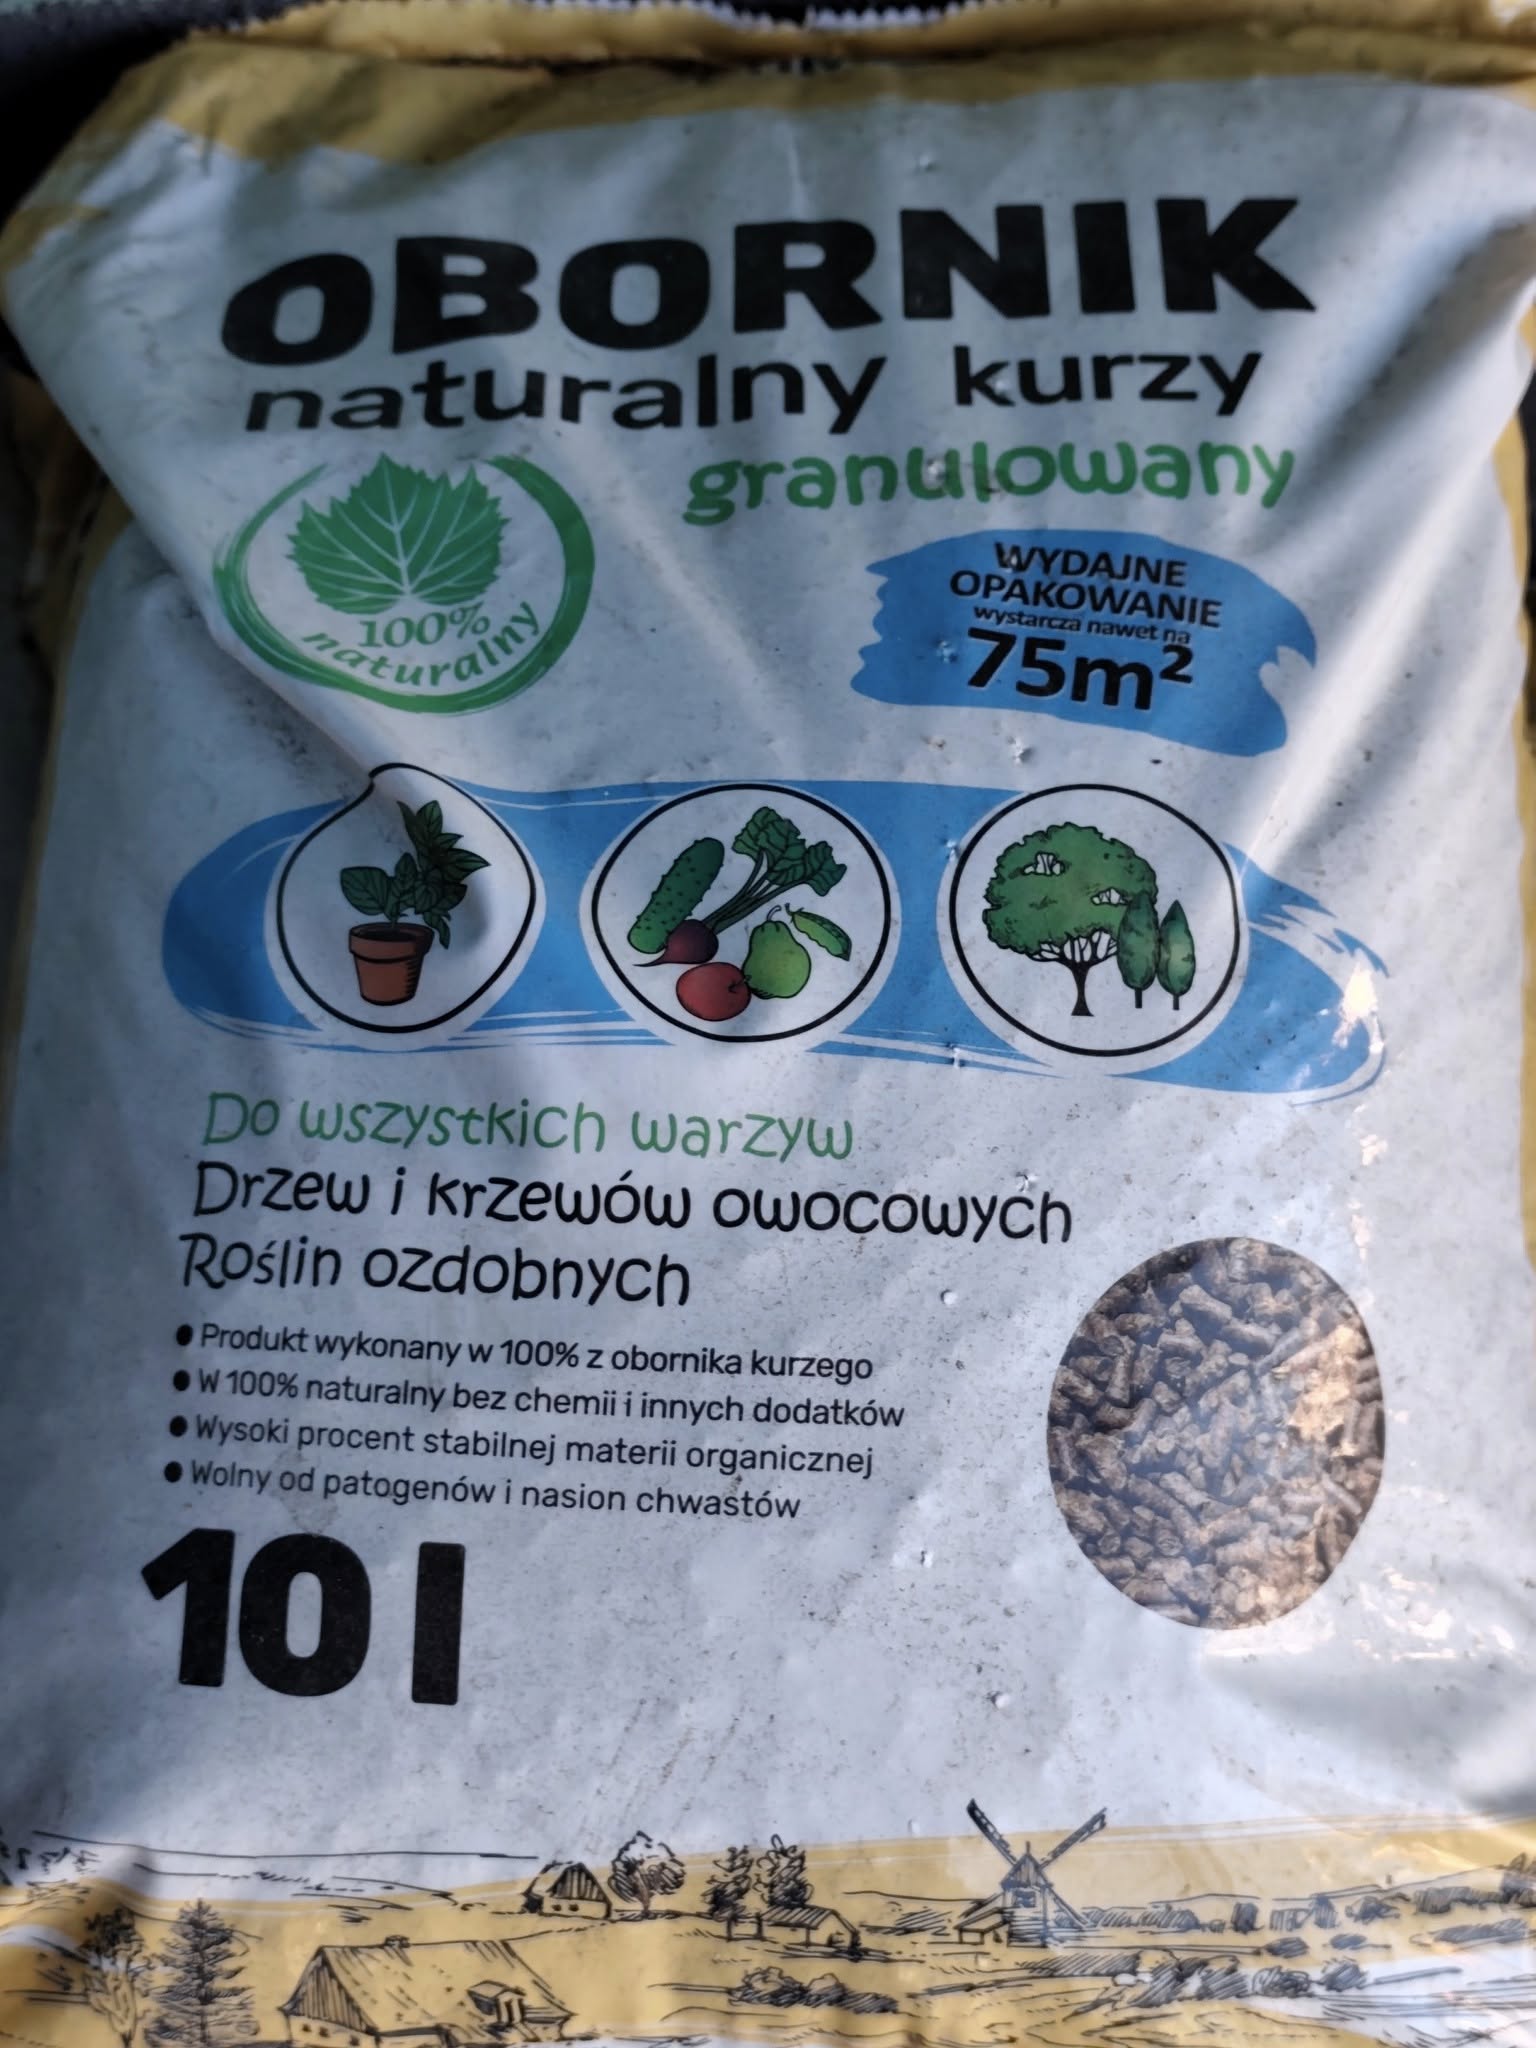 OBORNIK
naturalny kurzy
granulowany
100%
naturalny
WYDAJNE
OPAKOWANIE
wystarcza nawet na
75m²
Do wszystkich warzyw
Drzew i krzewów owocowych
Roślin ozdobnych
• Produkt wykonany w 100% z obornika kurzego
• W 100% naturalny bez chemii i innych dodatków
• Wysoki procent stabilnej materii organicznej
• Wolny od patogenów i nasion chwastów
10 l